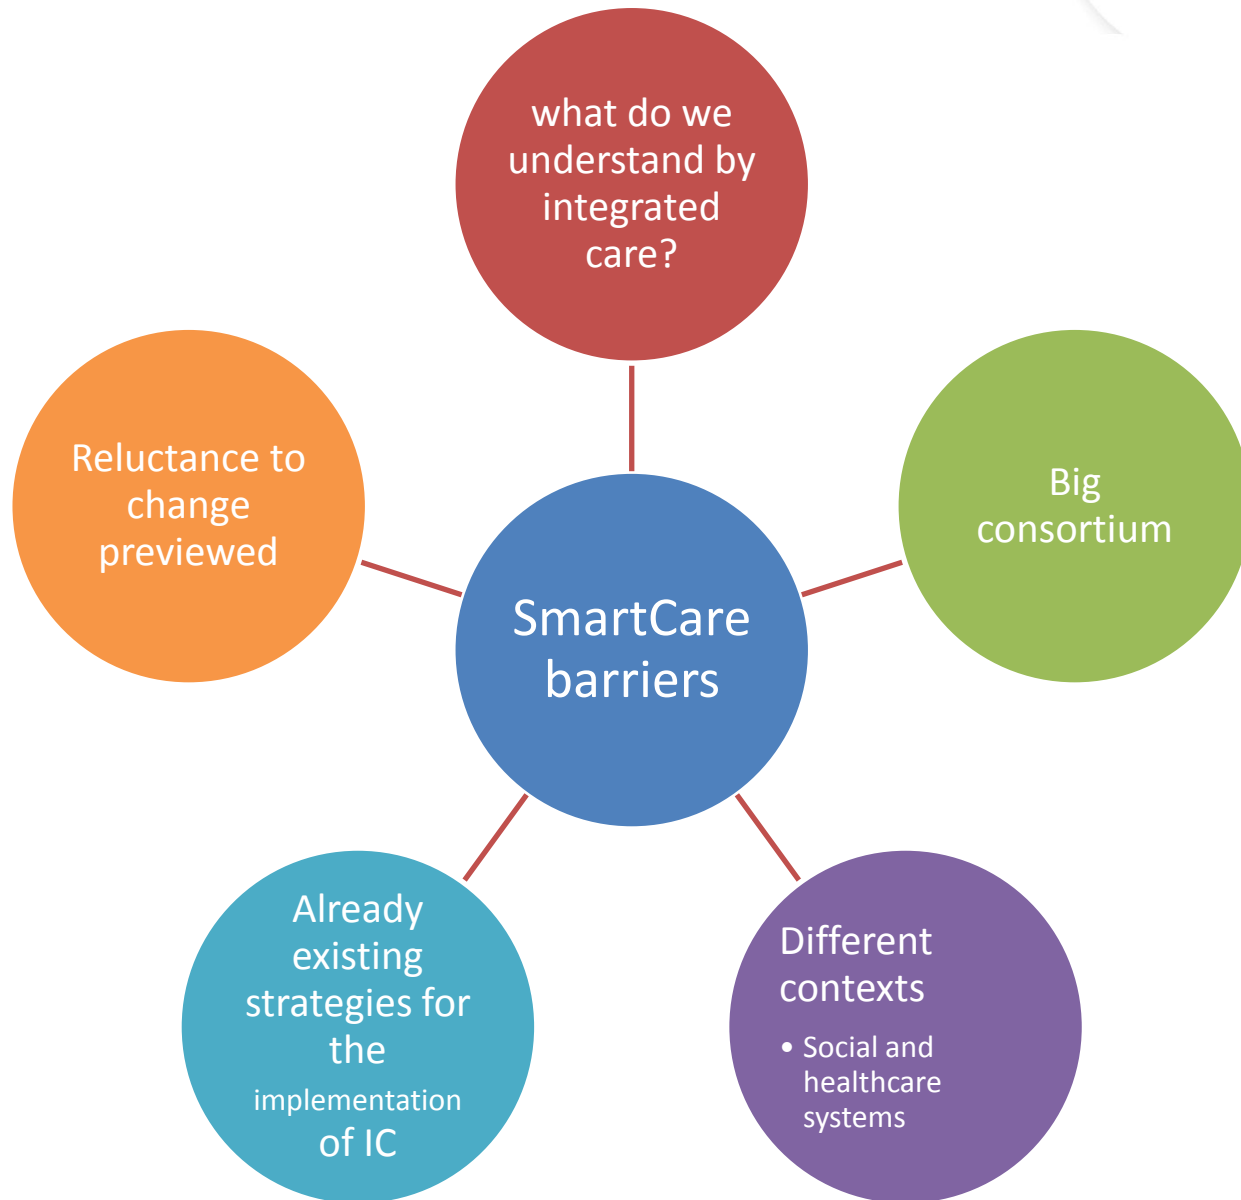 what do we
understand by
integrated
care?
Reluctance to
change
previewed
Big
consortium
SmartCare
barriers
Already
existing
strategies for
the
implementation
of IC
Different
contexts
• Social and
healthcare
systems